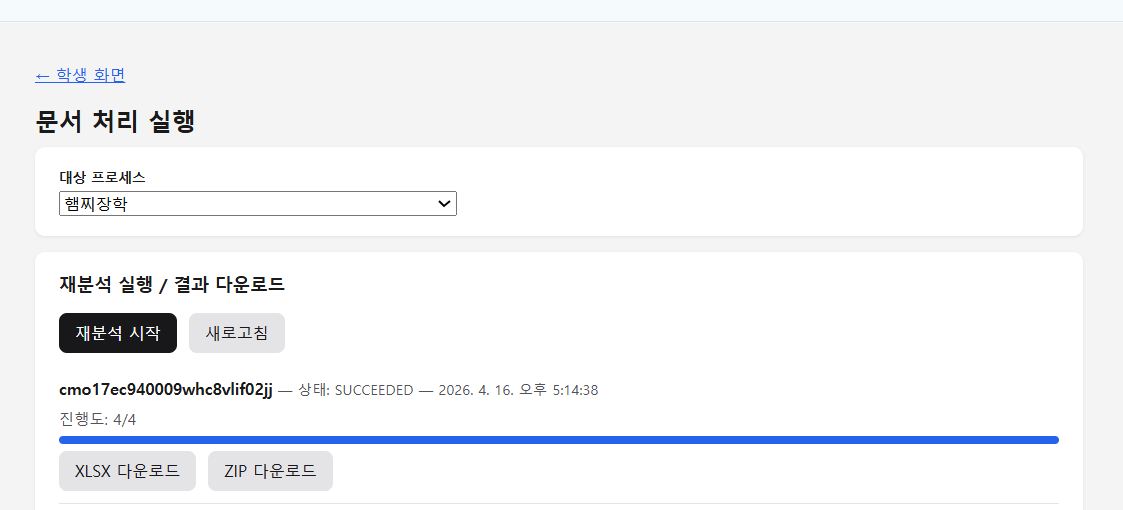 ← 학생 화면
문서 처리 실행
대상 프로세스
햄찌장학
재분석 실행 / 결과 다운로드
재분석 시작 새로고침
cmo17ec940009whc8vlif02jj — 상태: SUCCEEDED — 2026. 4. 16. 오후 5:14:38
진행도: 4/4
XLSX 다운로드 ZIP 다운로드